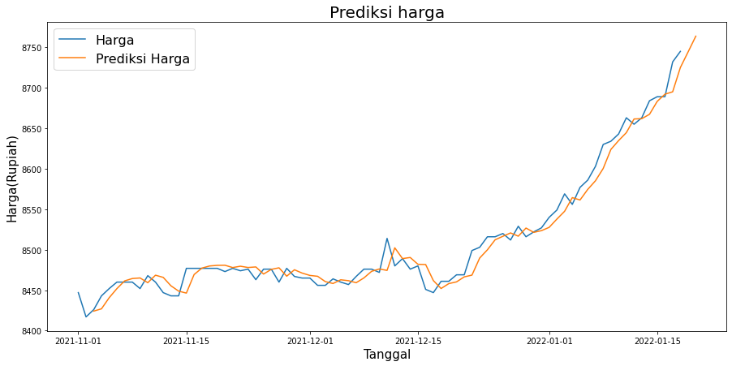 Prediksi harga
Harga
Prediksi Harga
8750
8700
8650
8600
8550
8500
8450
8400
Harga(Rupiah)
2021-11-01 2021-11-15 2021-12-01 2021-12-15 2022-01-01 2022-01-15
Tanggal